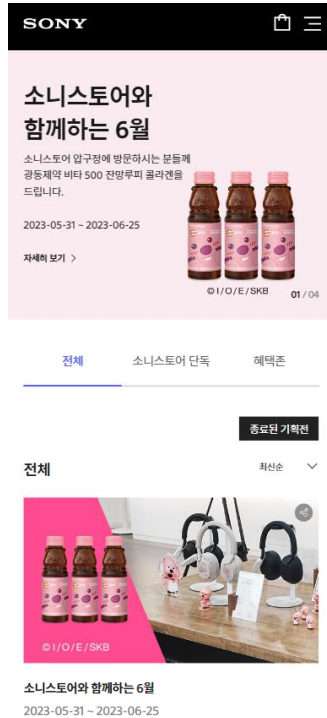 SONY
소니스토어와
함께하는 6월
소니스토어 압구정에 방문하시는 분들께
광동제약 비타 500 잔망루피 콜라겐을
드립니다.
2023-05-31 ~ 2023-06-25
자세히 보기 >
©I/O/E/SKB
01 / 04
전체
소니스토어 단독
혜택존
종료된 기획전
전체
최신순
©I/O/E/SKB
소니스토어와 함께하는 6월
2023-05-31 ~ 2023-06-25